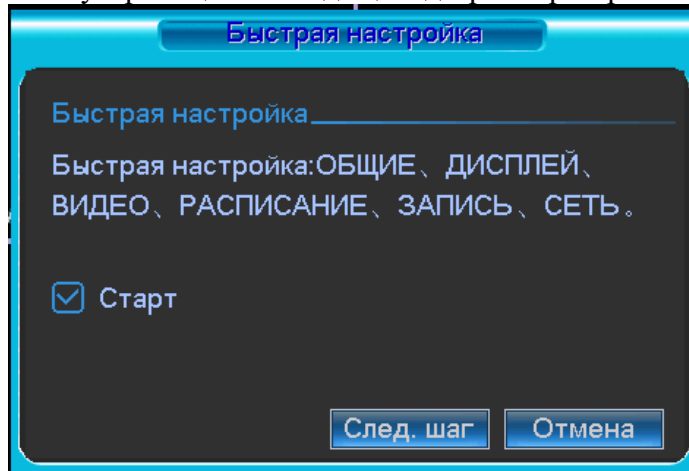 Быстрая настройка
Быстрая настройка
Быстрая настройка:ОБЩИЕ、ДИСПЛЕЙ、
ВИДЕО、РАСПИСАНИЕ、ЗАПИСЬ、СЕТЬ。
Старт
След. шаг
Отмена